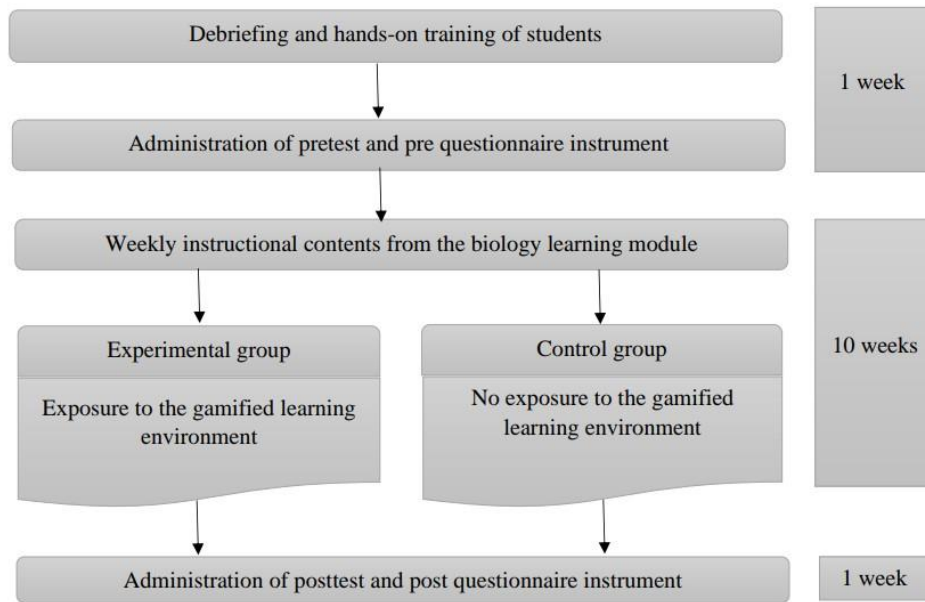 Debriefing and hands-on training of students
1 week
Administration of pretest and pre questionnaire instrument
Weekly instructional contents from the biology learning module
Experimental group
Exposure to the gamified learning
environment
Control group
No exposure to the gamified
learning environment
10 weeks
Administration of posttest and post questionnaire instrument
1 week